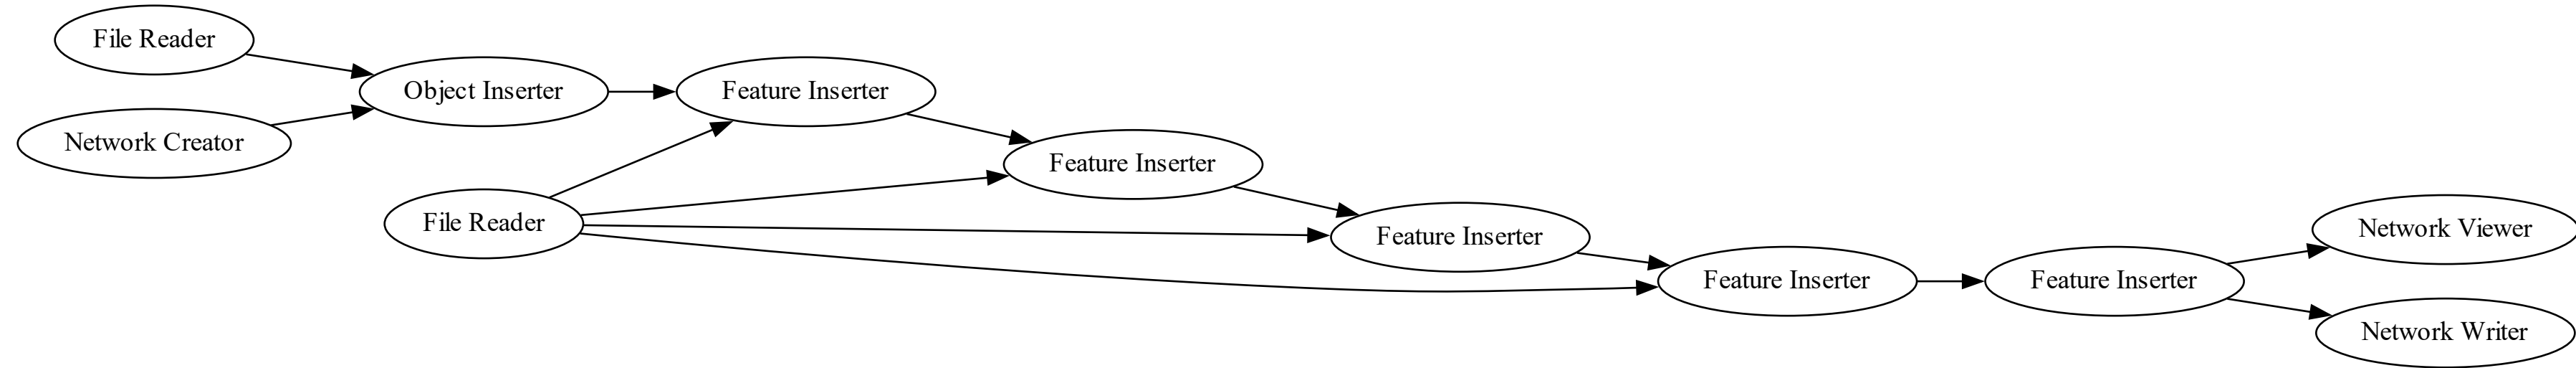 File Reader
Network Creator
Object Inserter
File Reader
Feature Inserter
Feature Inserter
Feature Inserter
Feature Inserter
Feature Inserter
Network Viewer
Network Writer